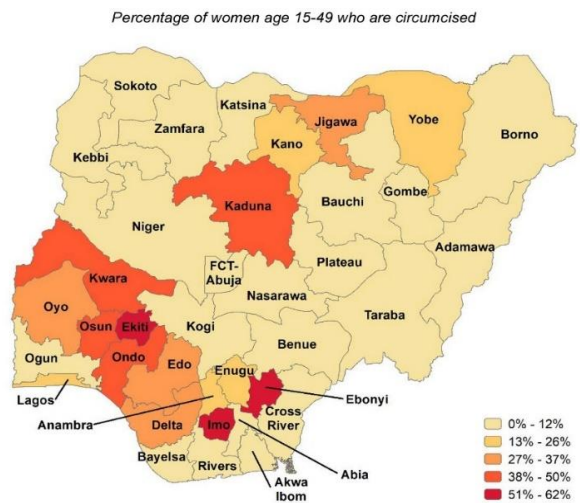 Percentage of women age 15-49 who are circumcised
Sokoto
Katsina
Zamfara
Jigawa
Yobe
Borno
Kano
Kebbi
Kaduna
Bauchi
Gombe
Niger
Adamawa
FCT-
Abuja
Plateau
Kwara
Nasarawa
Oyo
Taraba
Osun
Ekiti
Kogi
Ogun
Ondo
Benue
Edo
Enugu
Lagos
Ebonyi
Anambra
Cross
River
Delta
Imo
Bayelsa
Rivers
Abia
Akwa
Ibom
0% - 12%
13% - 26%
27% - 37%
38% - 50%
51% - 62%